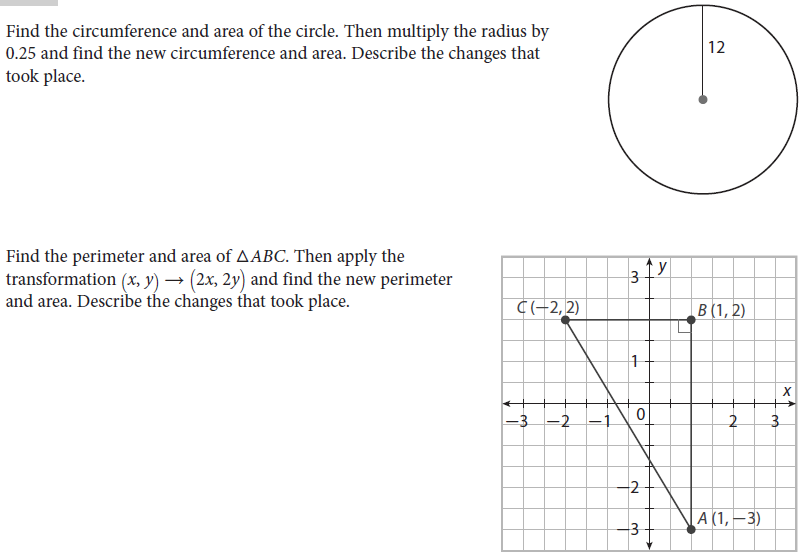 Find the circumference and area of the circle. Then multiply the radius by
0.25 and find the new circumference and area. Describe the changes that
took place.
12
Find the perimeter and area of △ABC. Then apply the
transformation (x, y) → (2x, 2y) and find the new perimeter
and area. Describe the changes that took place.
y
3
C (−2, 2)
B (1, 2)
1
x
−3 −2 −1 0 2 3
−2
A (1, −3)
−3